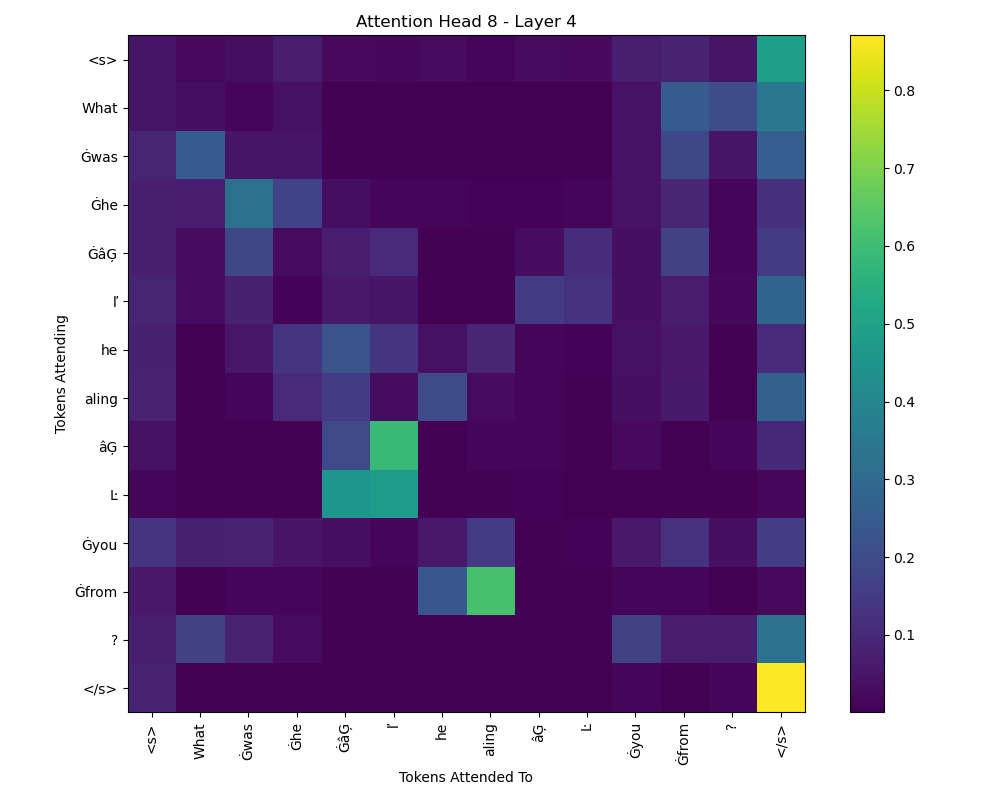 Attention Head 8 - Layer 4
Tokens Attending
<s>
What
Ġwas
Ġhe
ĠâĢ
ľ
he
aling
âĢ
Ŀ
Ġyou
Ġfrom
?
</s>
<s>
What
Ġwas
Ġhe
ĠâĢ
ľ
he
aling
âĢ
Ŀ
Ġyou
Ġfrom
?
</s>
Tokens Attended To
0.8
0.7
0.6
0.5
0.4
0.3
0.2
0.1